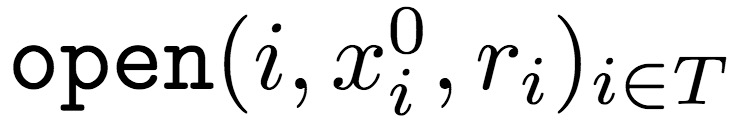 open(i, x_i^0, r_i)_{i∈T}